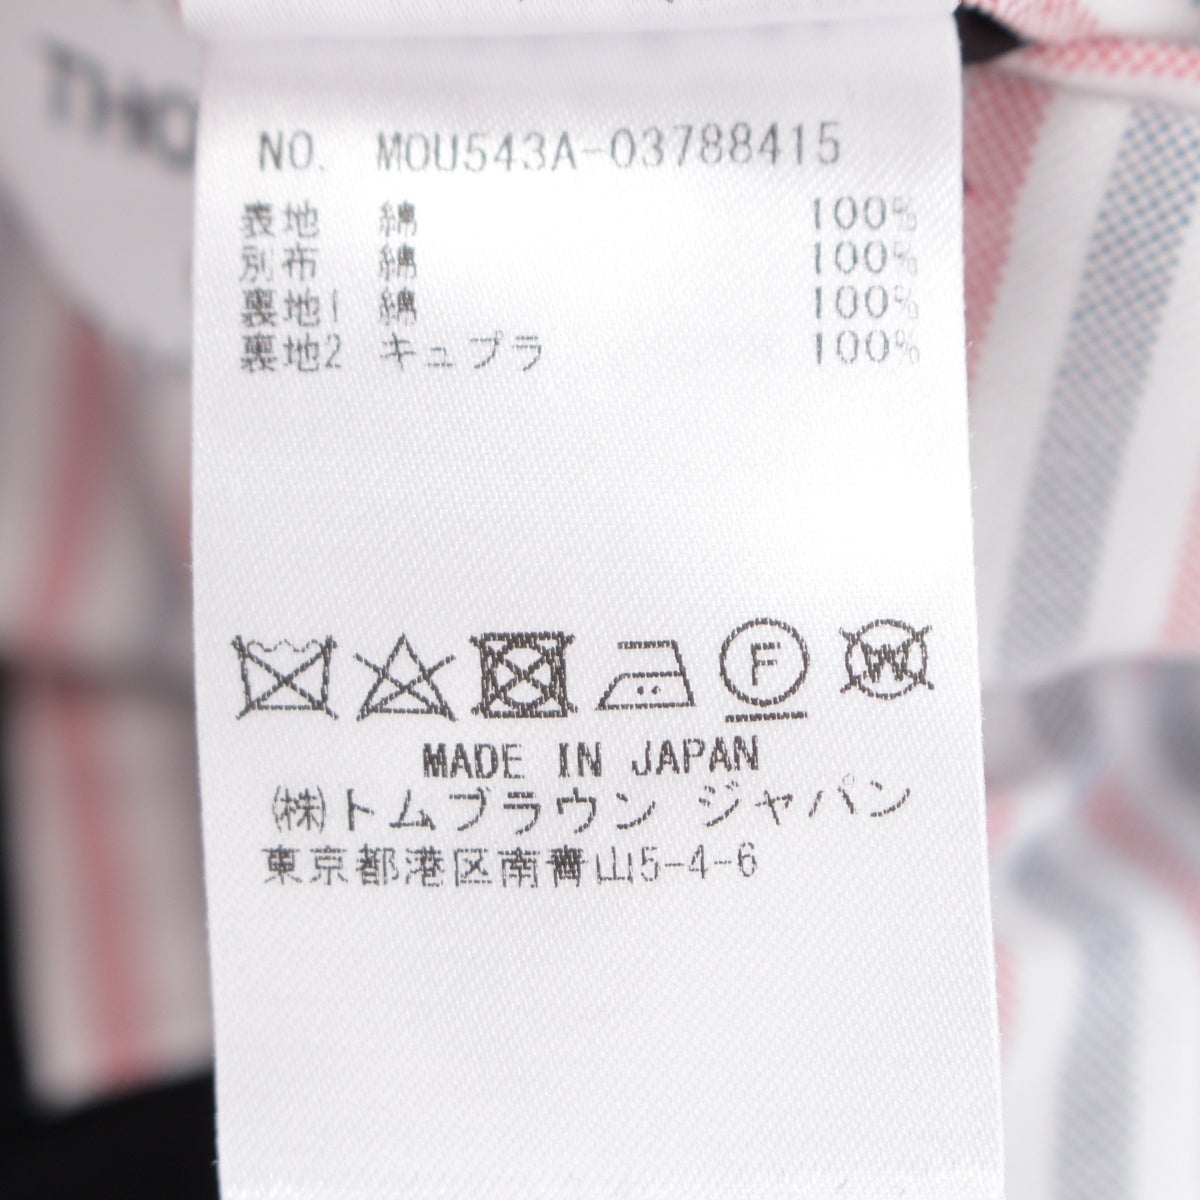 THO
NO. MOU543A-03788415
表地 綿 100%
別布 綿 100%
裏地1 綿 100%
裏地2 キュプラ 100%
F
W
MADE IN JAPAN
(株)トムブラウン ジャパン
東京都港区南青山5-4-6